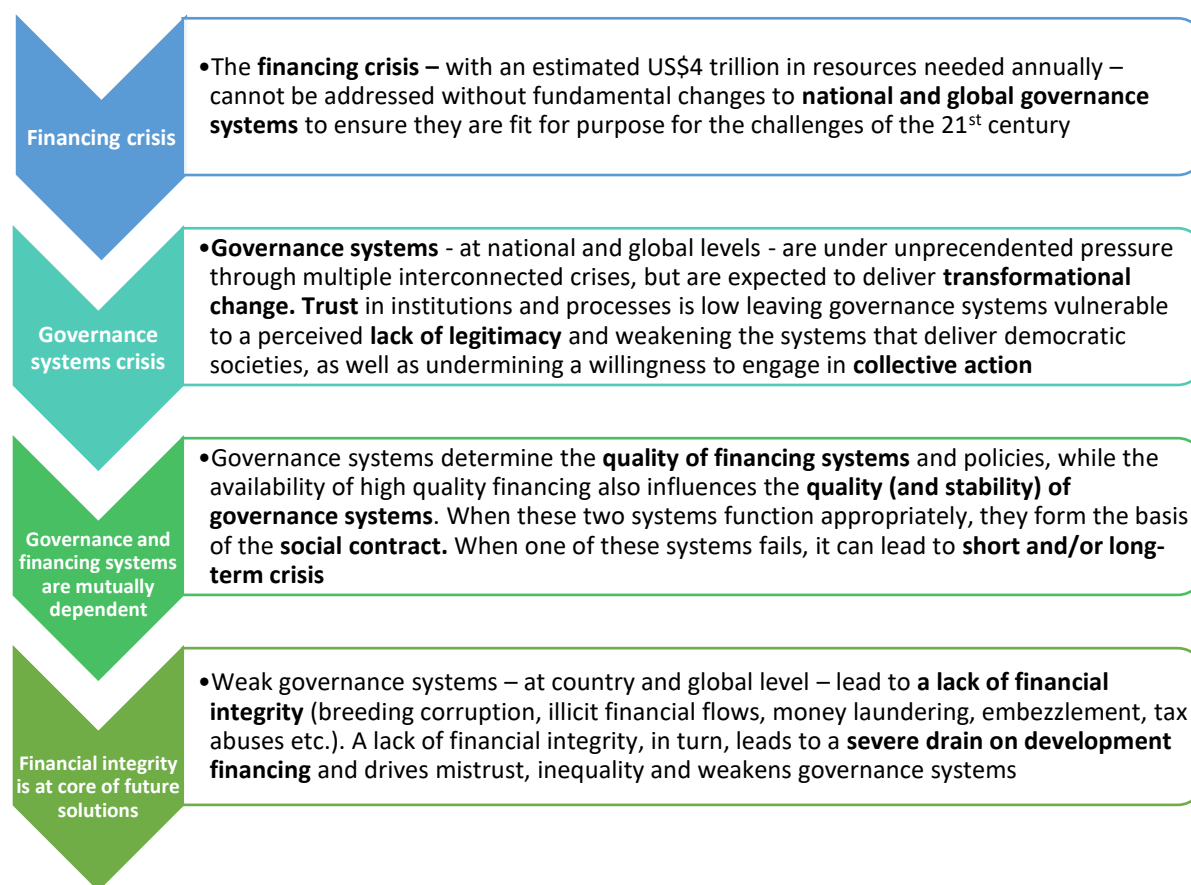 Financing crisis
•The financing crisis – with an estimated US$4 trillion in resources needed annually –
cannot be addressed without fundamental changes to national and global governance
systems to ensure they are fit for purpose for the challenges of the 21st century
Governance
systems crisis
•Governance systems - at national and global levels - are under unprecendented pressure
through multiple interconnected crises, but are expected to deliver transformational
change. Trust in institutions and processes is low leaving governance systems vulnerable
to a perceived lack of legitimacy and weakening the systems that deliver democratic
societies, as well as undermining a willingness to engage in collective action
Governance and
financing systems
are mutually
dependent
•Governance systems determine the quality of financing systems and policies, while the
availability of high quality financing also influences the quality (and stability) of
governance systems. When these two systems function appropriately, they form the basis
of the social contract. When one of these systems fails, it can lead to short and/or long-
term crisis
Financial integrity
is at core of future
solutions
•Weak governance systems – at country and global level – lead to a lack of financial
integrity (breeding corruption, illicit financial flows, money laundering, embezzlement, tax
abuses etc.). A lack of financial integrity, in turn, leads to a severe drain on development
financing and drives mistrust, inequality and weakens governance systems